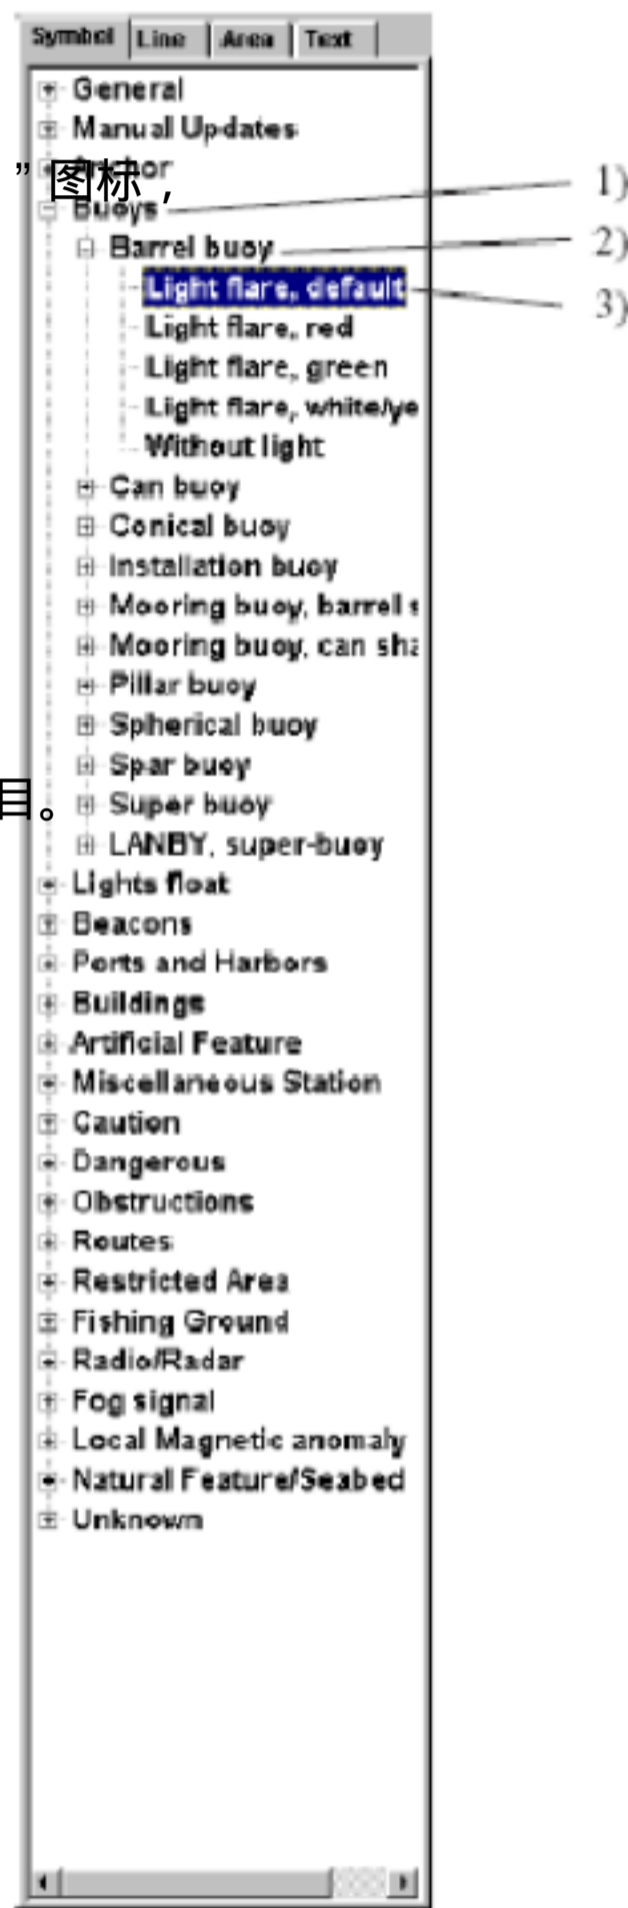 Symbol Line Area Text
General
Manual Updates
Anchor
”图标，
1)
Buoys
2)
Barrel buoy
Light flare, default
3)
Light flare, red
Light flare, green
Light flare, white/ye
Without light
Can buoy
Conical buoy
Installation buoy
Mooring buoy, barrel s
Mooring buoy, can sha
Pillar buoy
Spherical buoy
Spar buoy
目。
Super buoy
LANBY, super-buoy
Lights float
Beacons
Ports and Harbors
Buildings
Artificial Feature
Miscellaneous Station
Caution
Dangerous
Obstructions
Routes
Restricted Area
Fishing Ground
Radio/Radar
Fog signal
Local Magnetic anomaly
Natural Feature/Seabed
Unknown